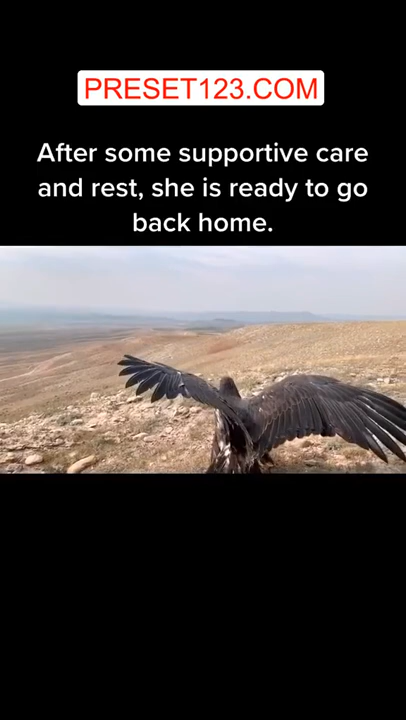 PRESET123.COM
After some supportive care
and rest, she is ready to go
back home.